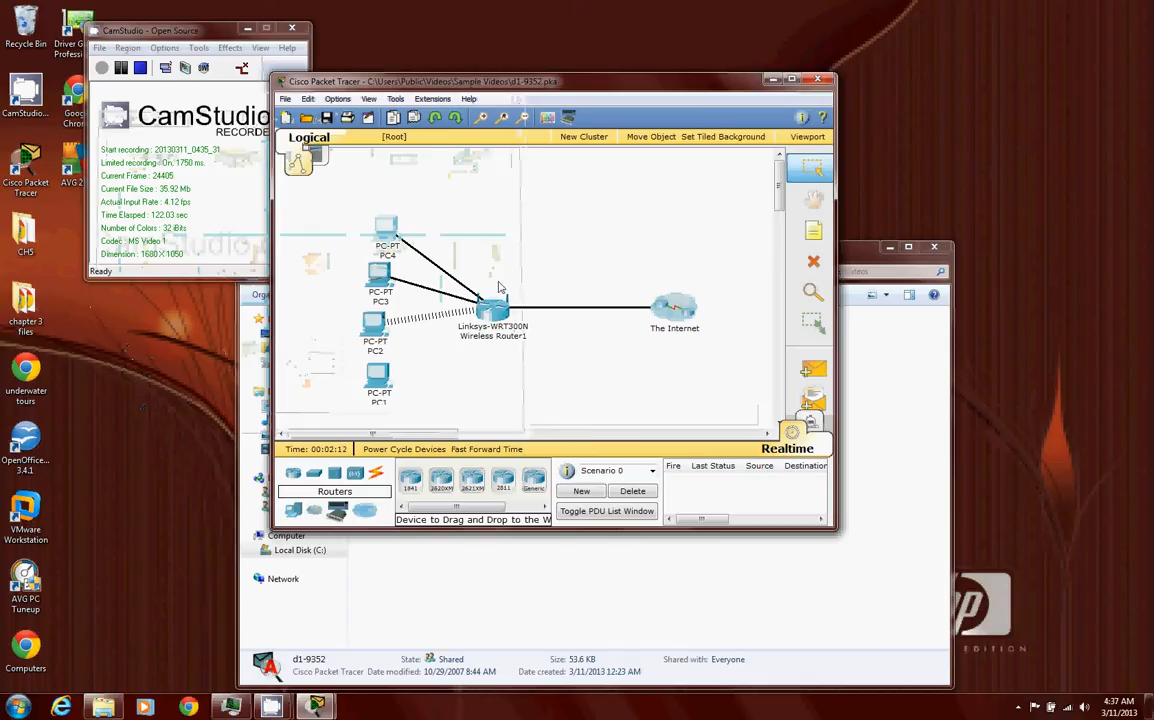 Recycle Bin
Driver G
Professi
CamStudio...
Goog
Chro
Cisco Packet
Tracer
AVG 2
CH5
chapter 3
files
underwater
tours
OpenOffice...
3.4.1
VMware
Workstation
AVG PC
Tuneup
Computers
CamStudio - Open Source
File Region Options Tools Effects View Help
CamStudio
RECORDE
Start recording : 20130311_0435_31
Limited recording : On, 1750 ms.
Current Frame : 24405
Current File Size : 35.92 Mb
Actual Input Rate : 4.12 fps
Time Elasped : 122.03 sec
Number of Colors : 32 iBits
Codec : MS Video 1
Dimension : 1680 X 1050
Ready
Cisco Packet Tracer - C:\Users\Public\Videos\Sample Videos\d1-9352.pka
File Edit Options View Tools Extensions Help
Logical [Root] New Cluster Move Object Set Tiled Background Viewport
PC-PT
PC4
PC-PT
PC3
PC-PT
PC2
PC-PT
PC1
Linksys-WRT300N
Wireless Router1
The Internet
Time: 00:02:12 Power Cycle Devices Fast Forward Time
Realtime
Routers
1841 2620XM 2621XM 2811 Generic
Device to Drag and Drop to the W
Scenario 0
New Delete
Toggle PDU List Window
Fire Last Status Source Destination
Orga
Computer
Local Disk (C:)
Network
d1-9352 State: Shared Size: 53.6 KB Shared with: Everyone
Cisco Packet Tracer Date modified: 10/29/2007 8:44 AM Date created: 3/11/2013 12:23 AM
hp
EDITION
4:37 AM
3/11/2013